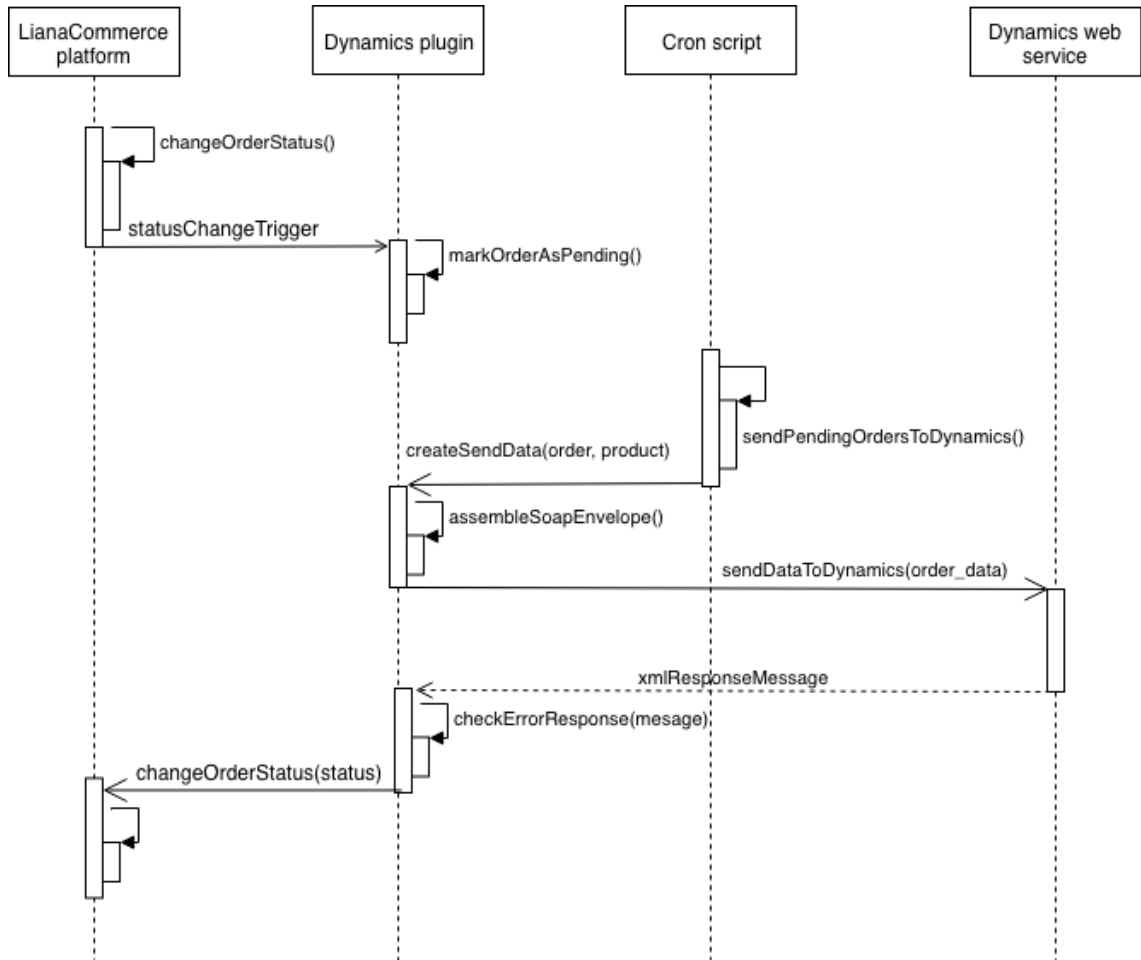 LianaCommerce
platform
Dynamics plugin
Cron script
Dynamics web
service
changeOrderStatus()
statusChangeTrigger
markOrderAsPending()
sendPendingOrdersToDynamics()
createSendData(order, product)
assembleSoapEnvelope()
sendDataToDynamics(order_data)
xmlResponseMessage
checkErrorResponse(mesage)
changeOrderStatus(status)